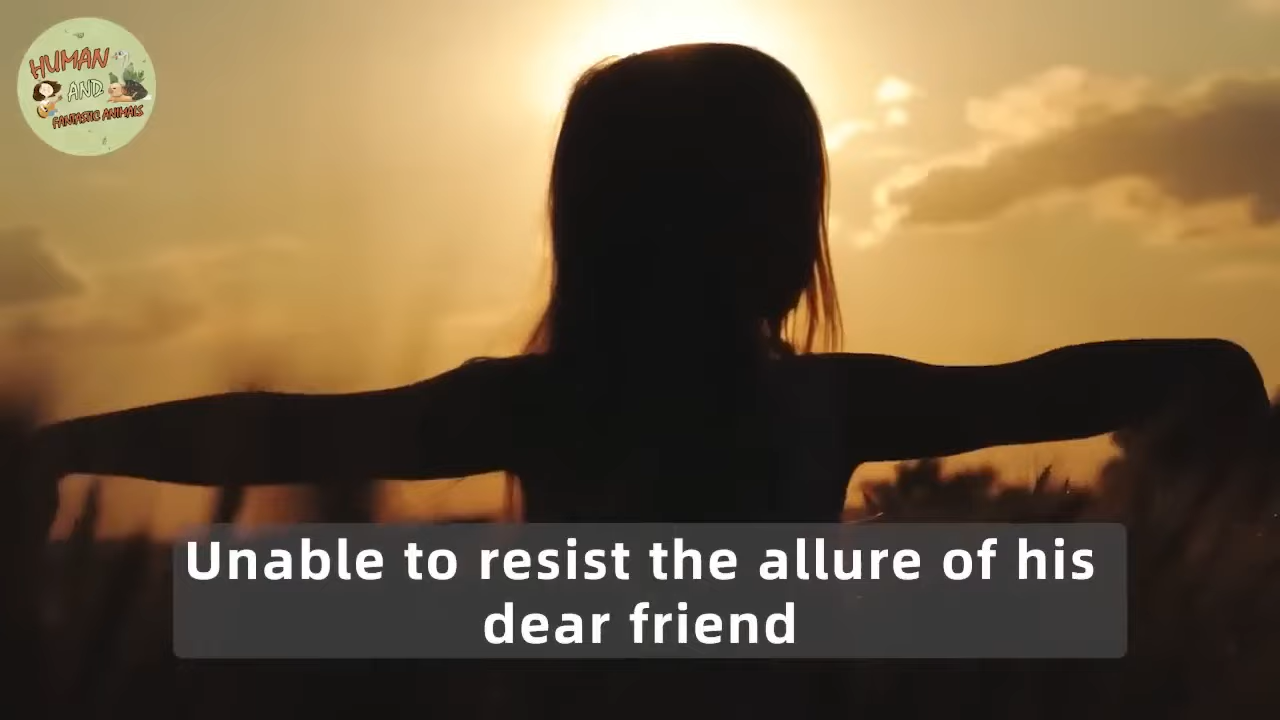 HUMAN
AND
FANTASTIC ANIMALS
Unable to resist the allure of his
dear friend